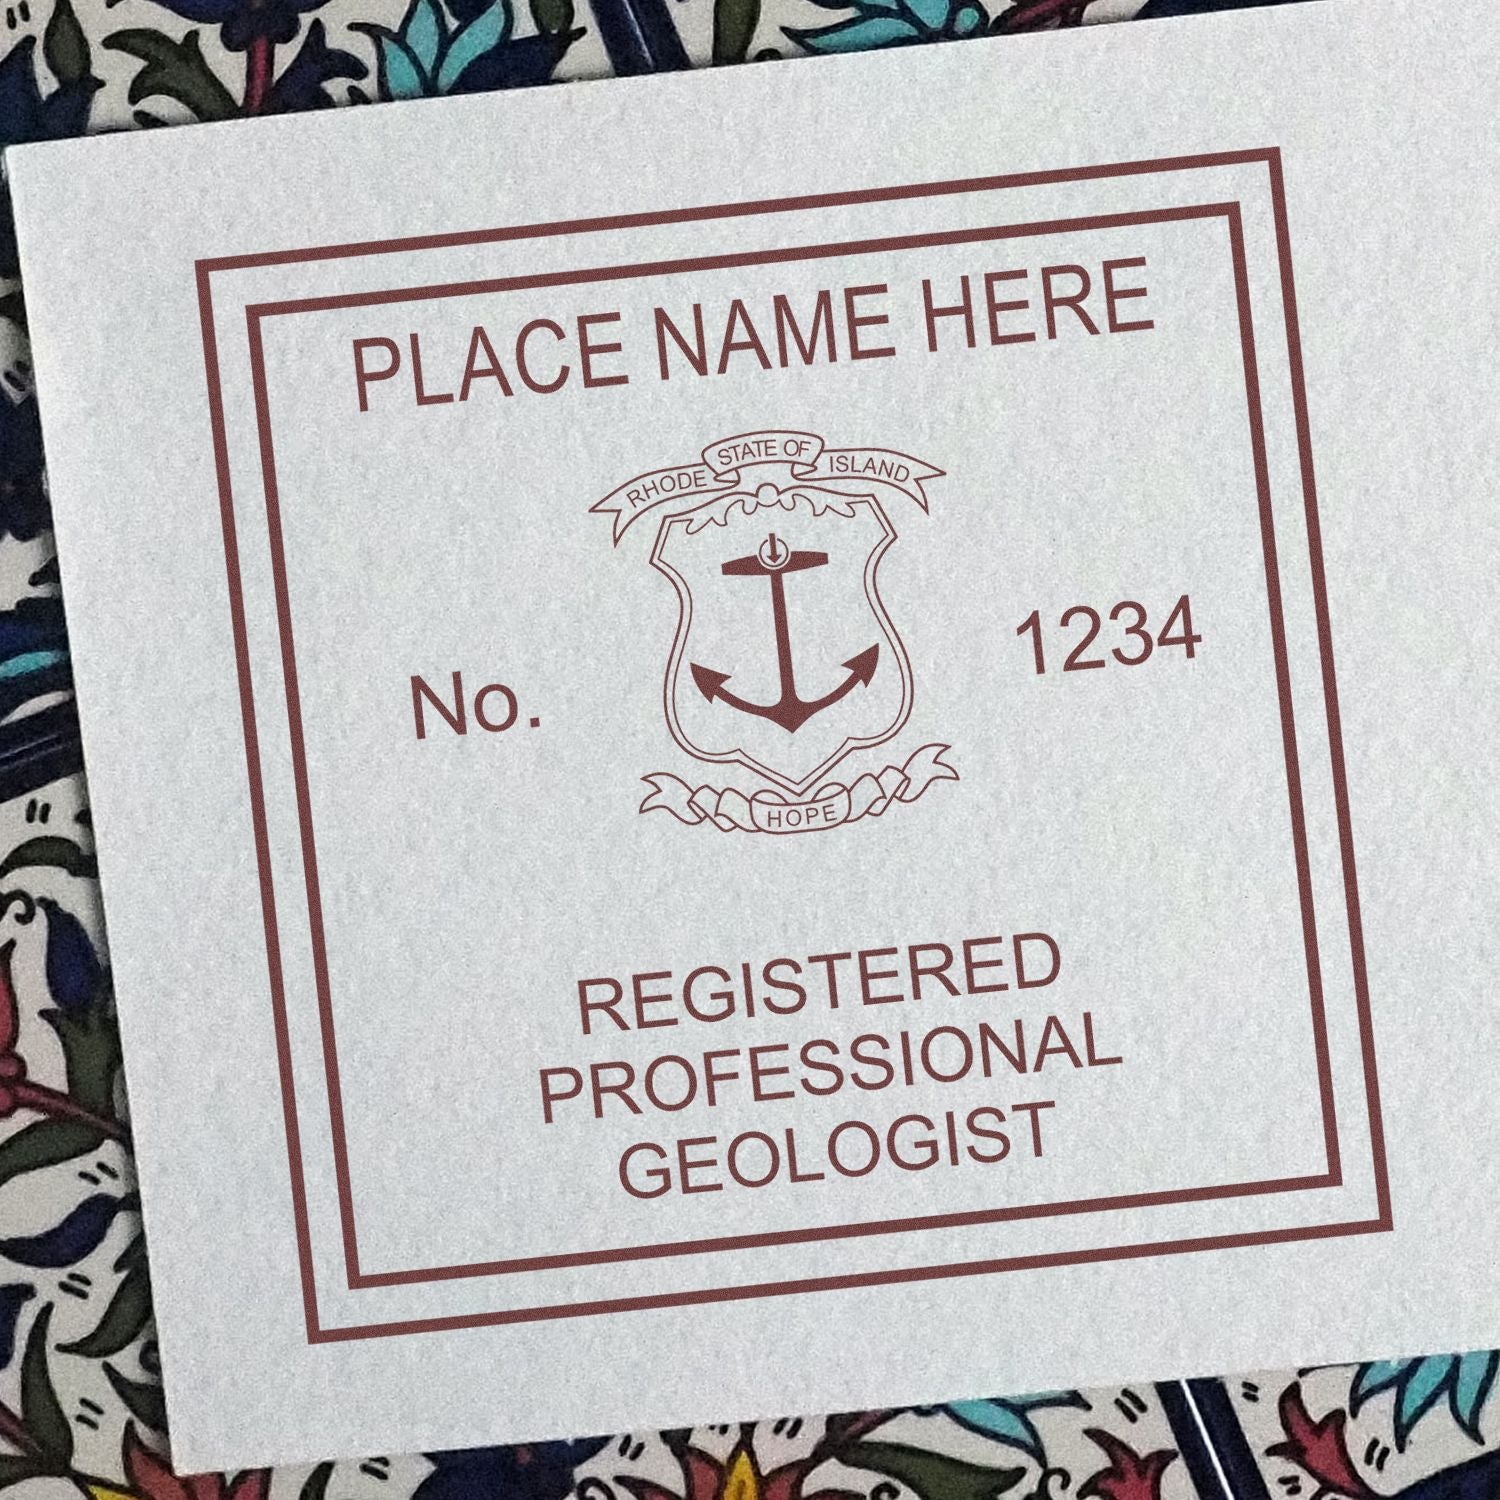 PLACE NAME HERE
RHODE STATE OF ISLAND
No. 1234
HOPE
REGISTERED
PROFESSIONAL
GEOLOGIST